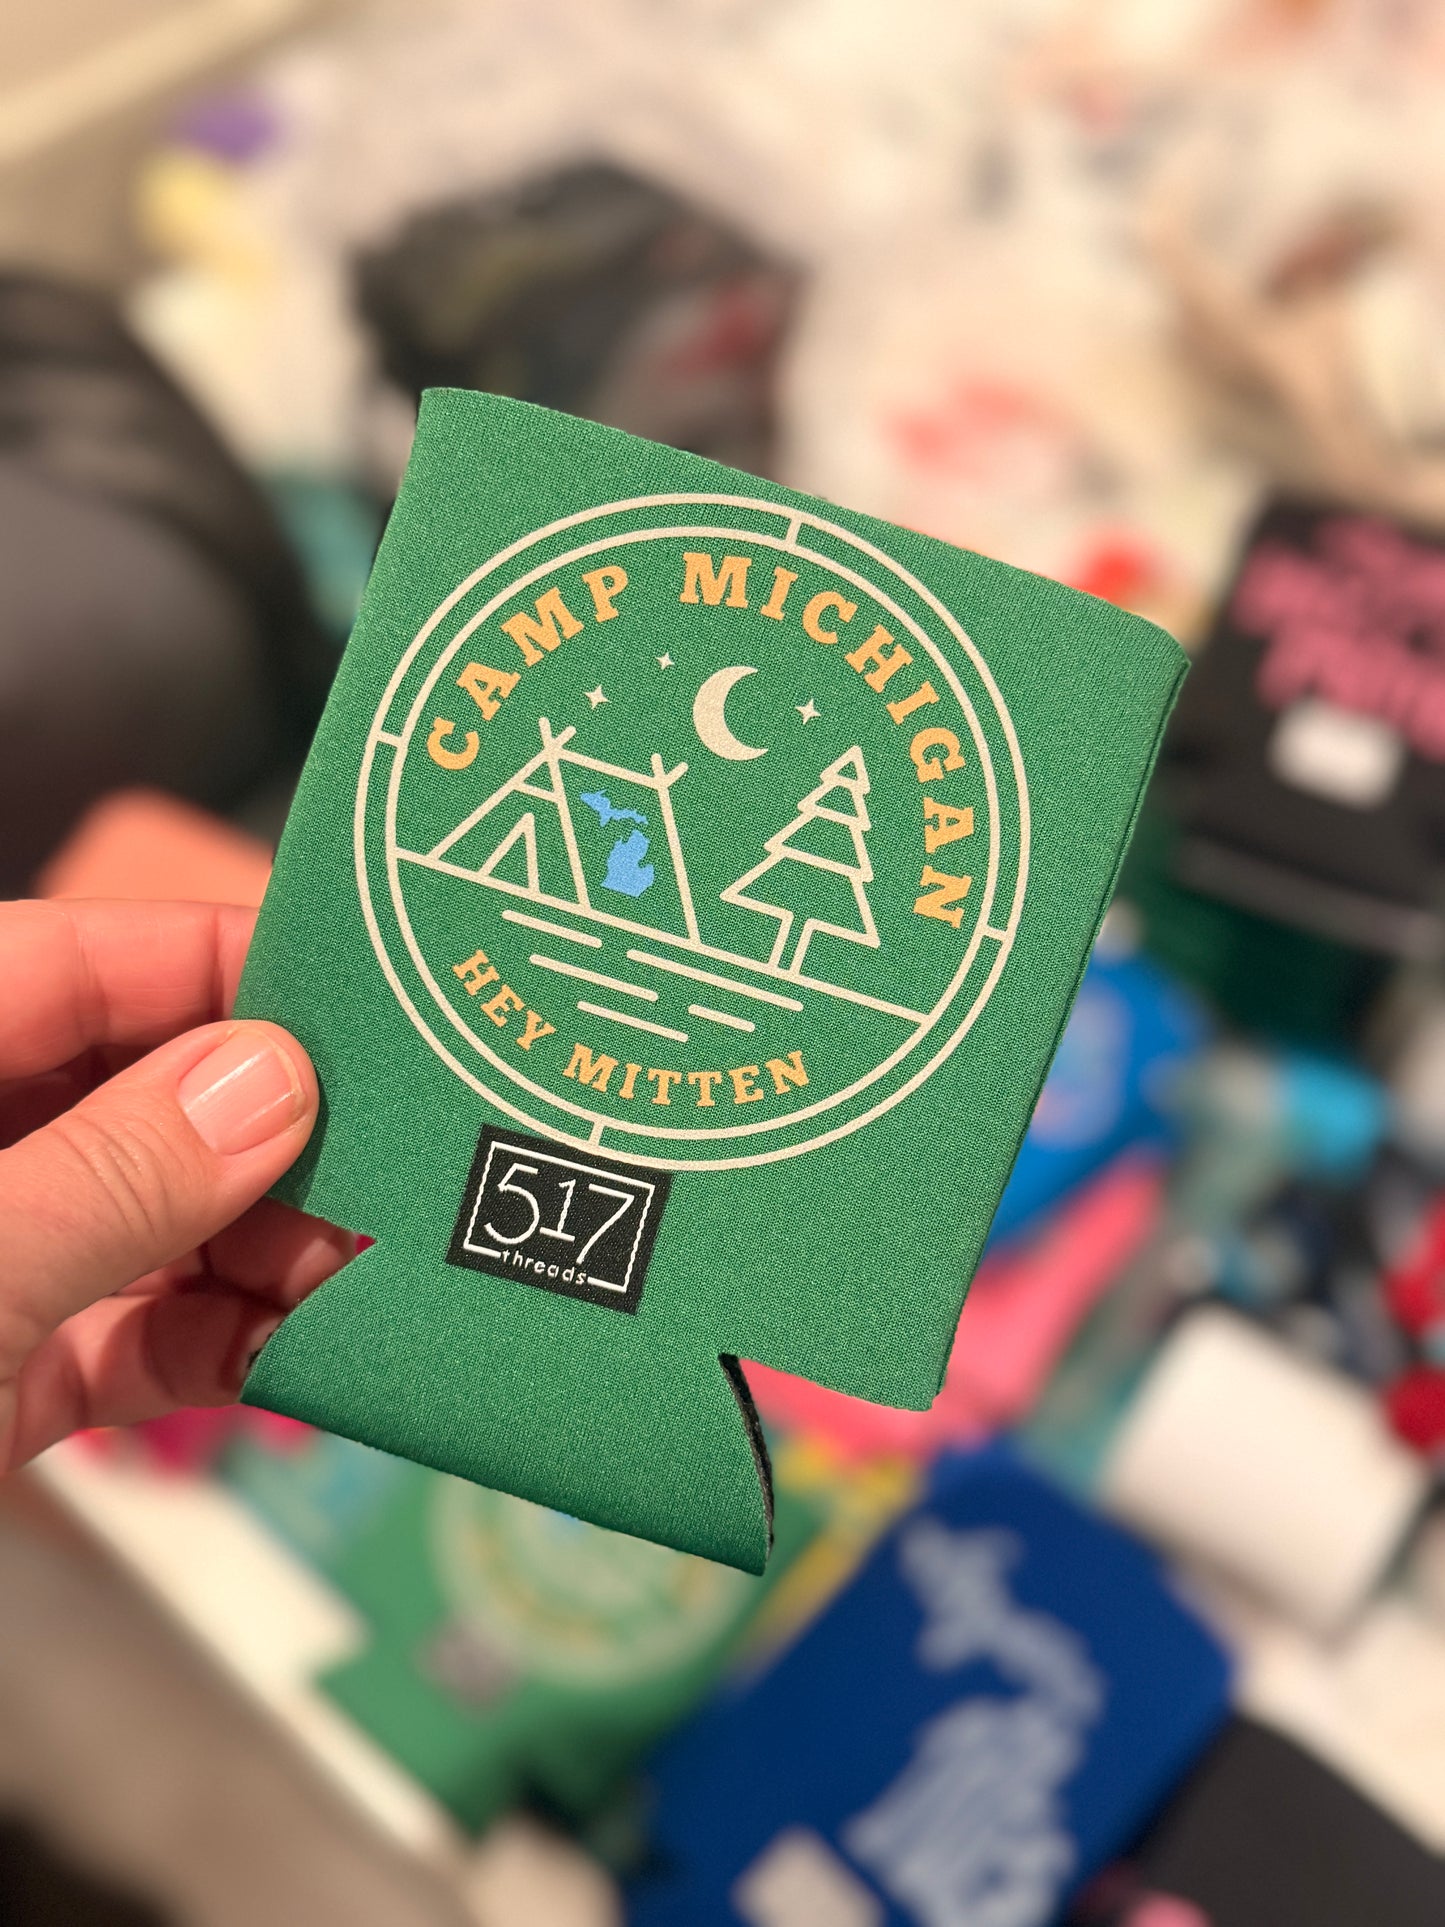 CAMP MICHIGAN
HEY MITTEN
517
threads